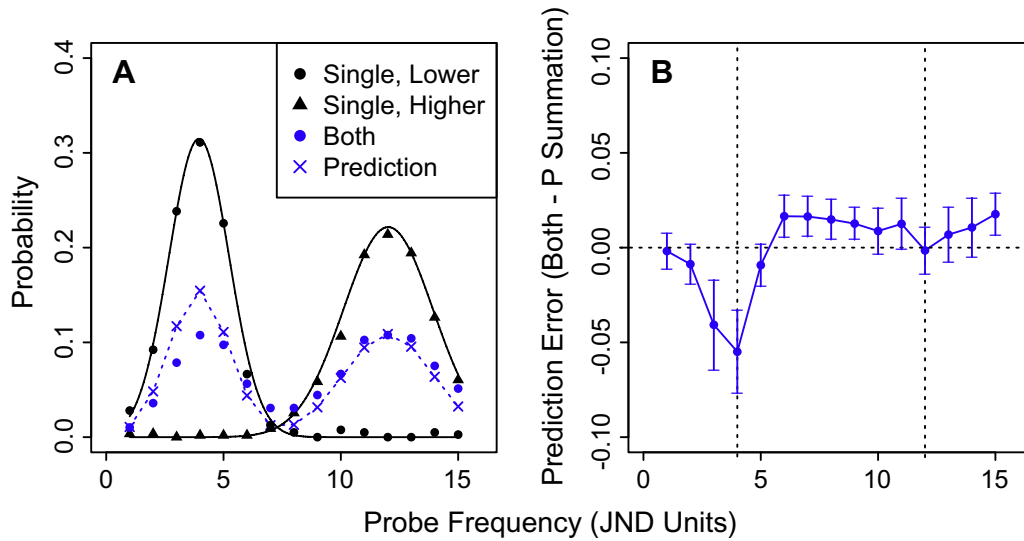 A
Single, Lower
Single, Higher
Both
Prediction
Probability
0.0
0.1
0.2
0.3
0.4
0
5
10
15
B
Prediction Error (Both - P Summation)
-0.10
-0.05
0.00
0.05
0.10
0
5
10
15
Probe Frequency (JND Units)